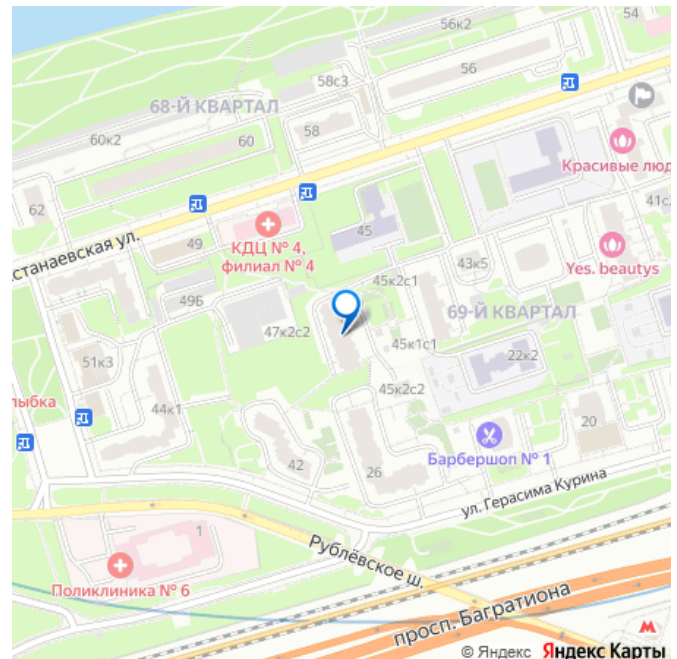 54
56к2
56
58с3
68-Й КВАРТАЛ
58
60к2
60
Красивые люд
62
41с
45
станаевская ул.
49
КДЦ № 4,
филиал № 4
43к5
Yes. beautys
45к2с1
49Б
69-Й КВАРТАЛ
47к2с2
45к1с1
22к2
51к3
45к2с2
лыбка
44к1
20
42
26
Барбершоп № 1
ул. Герасима Курина
1
Рублёвское ш.
Поликлиника № 6
просп. Багратиона
© Яндекс Яндекс Карты